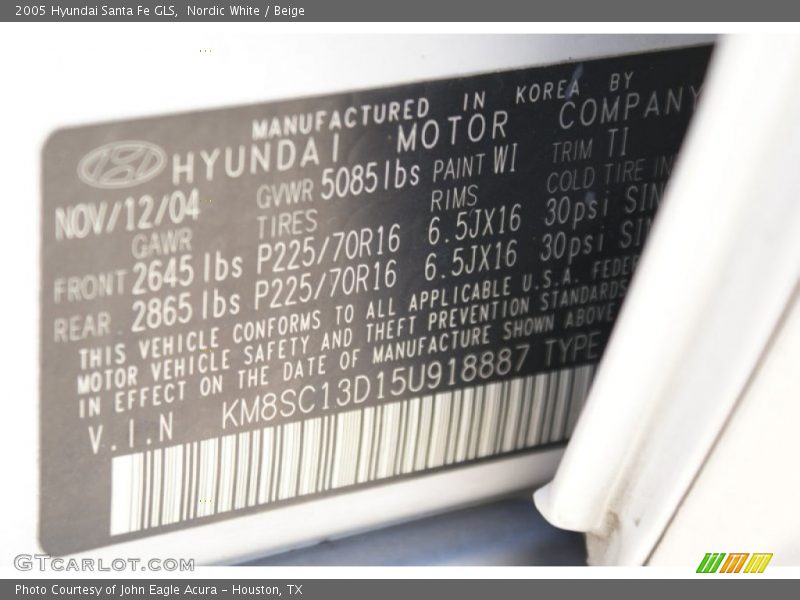 2005 Hyundai Santa Fe GLS,  Nordic White / Beige
MANUFACTURED IN KOREA BY
HYUNDAI MOTOR COMPANY
NOV/12/04 GVWR 5085lbs PAINT WI TRIM TI
GAWR TIRES RIMS COLD TIRE
FRONT 2645 lbs P225/70R16 6.5JX16 30psi
REAR 2865 lbs P225/70R16 6.5JX16 30psi
THIS VEHICLE CONFORMS TO ALL APPLICABLE U.S.A.
MOTOR VEHICLE SAFETY AND THEFT PREVENTION STANDARDS
IN EFFECT ON THE DATE OF MANUFACTURE SHOWN ABOVE
V.I.N KM8SC13D15U918887 TYPE
GTCARLOT.COM
Photo Courtesy of John Eagle Acura - Houston, TX